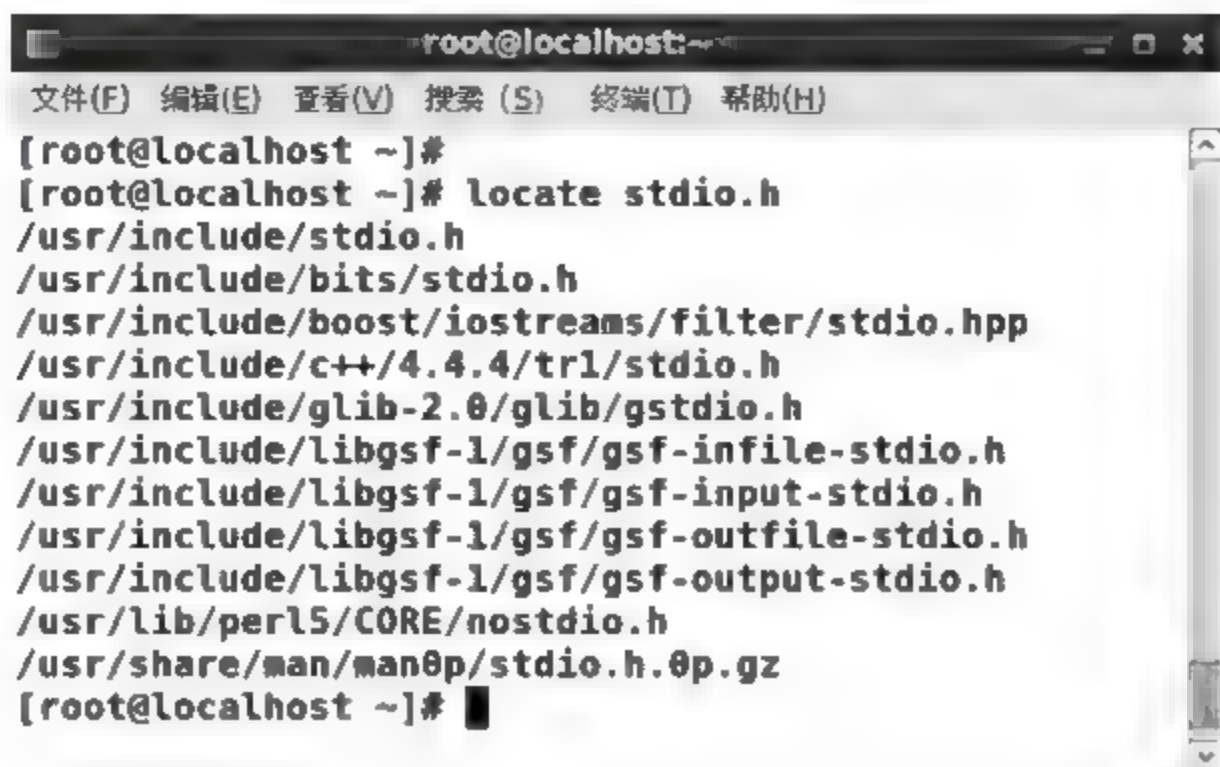 root@localhost:~
文件(F) 编辑(E) 查看(V) 搜索 (S) 终端(T) 帮助(H)
[root@localhost ~]#
[root@localhost ~]# locate stdio.h
/usr/include/stdio.h
/usr/include/bits/stdio.h
/usr/include/boost/iostreams/filter/stdio.hpp
/usr/include/c++/4.4.4/tr1/stdio.h
/usr/include/glib-2.0/glib/gstdio.h
/usr/include/libgsf-1/gsf/gsf-infile-stdio.h
/usr/include/libgsf-1/gsf/gsf-input-stdio.h
/usr/include/libgsf-1/gsf/gsf-outfile-stdio.h
/usr/include/libgsf-1/gsf/gsf-output-stdio.h
/usr/lib/perl5/CORE/nostdio.h
/usr/share/man/man0p/stdio.h.0p.gz
[root@localhost ~]#